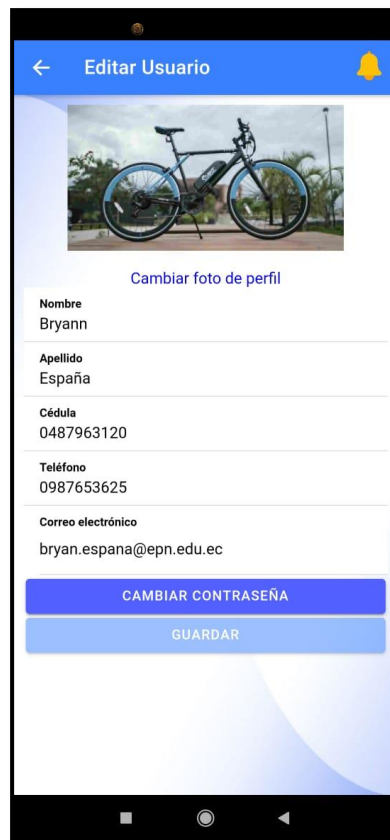 Editar Usuario
Cambiar foto de perfil
Nombre
Bryann
Apellido
España
Cédula
0487963120
Teléfono
0987653625
Correo electrónico
bryan.espana@epn.edu.ec
CAMBIAR CONTRASEÑA
GUARDAR